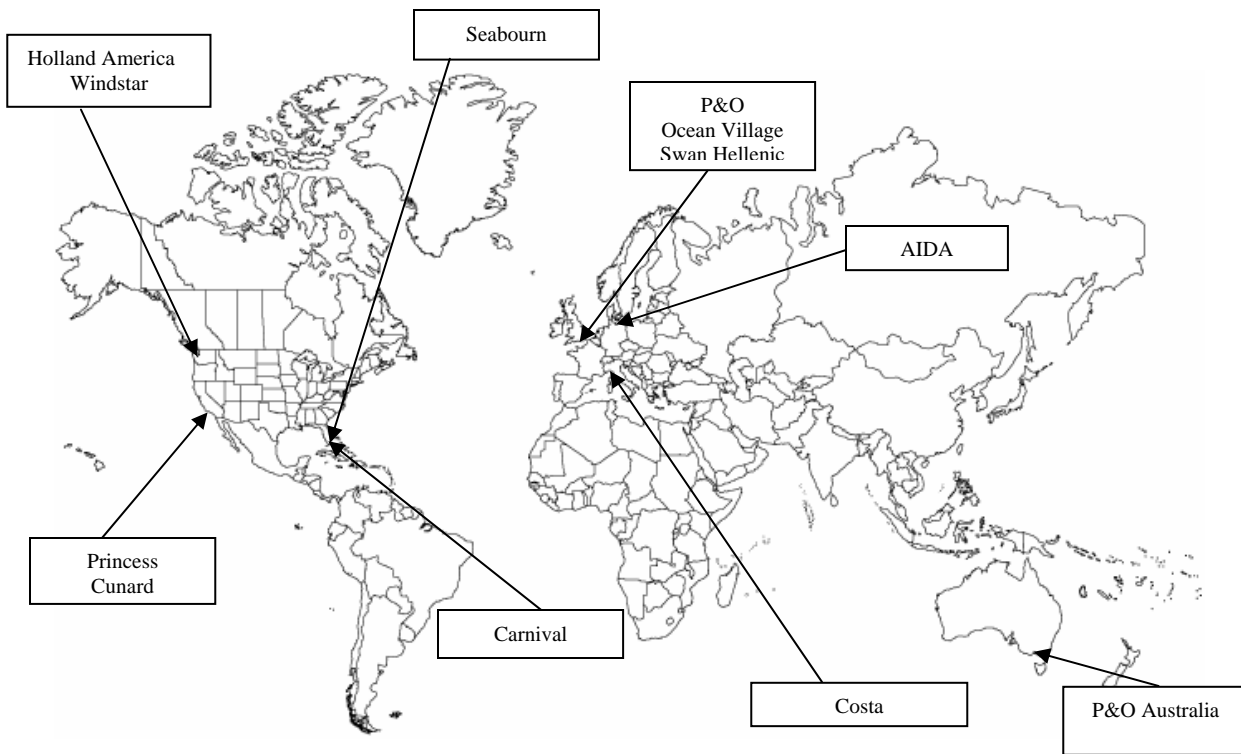 Seabourn
Holland America
Windstar
P&O
Ocean Village
Swan Hellenic
AIDA
Princess
Cunard
Carnival
Costa
P&O Australia